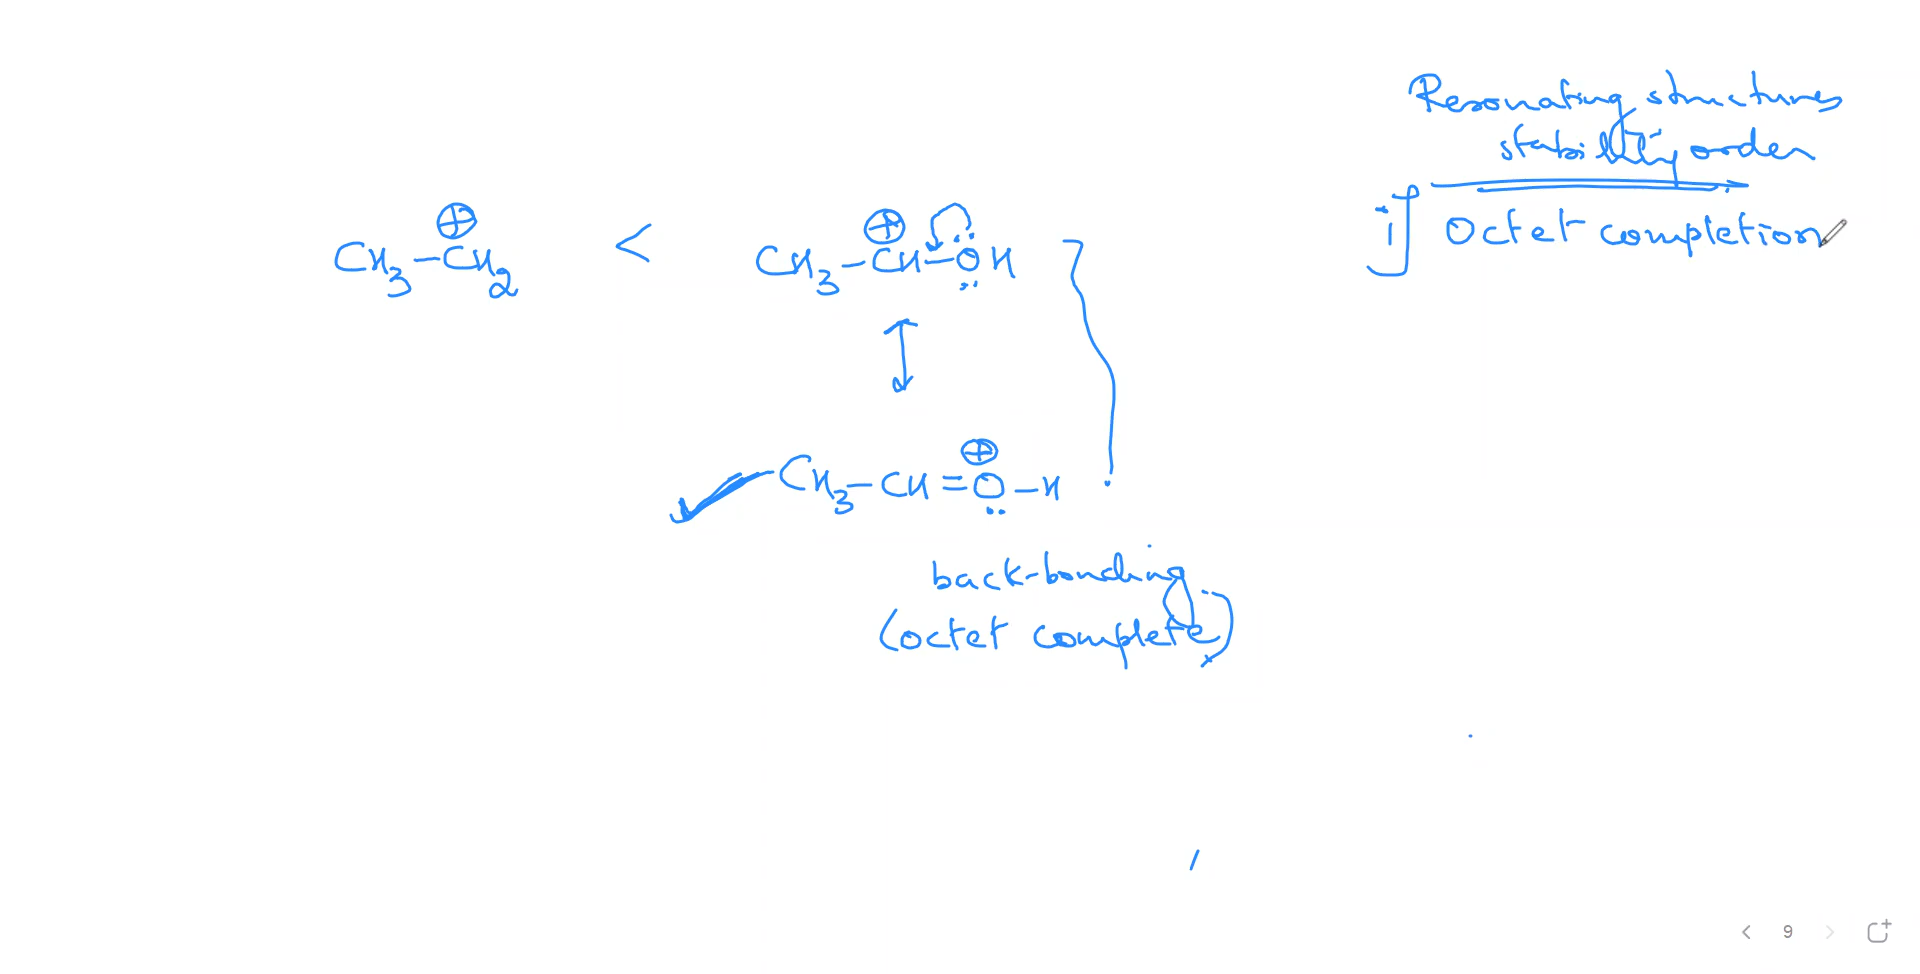 Resonating structures
stability order
i] Octet completion
CH3-CH2 ⊕ < CH3-CH-OH ⊕
CH3-CH=O-H ⊕
back-bonding
(octet complete)
9